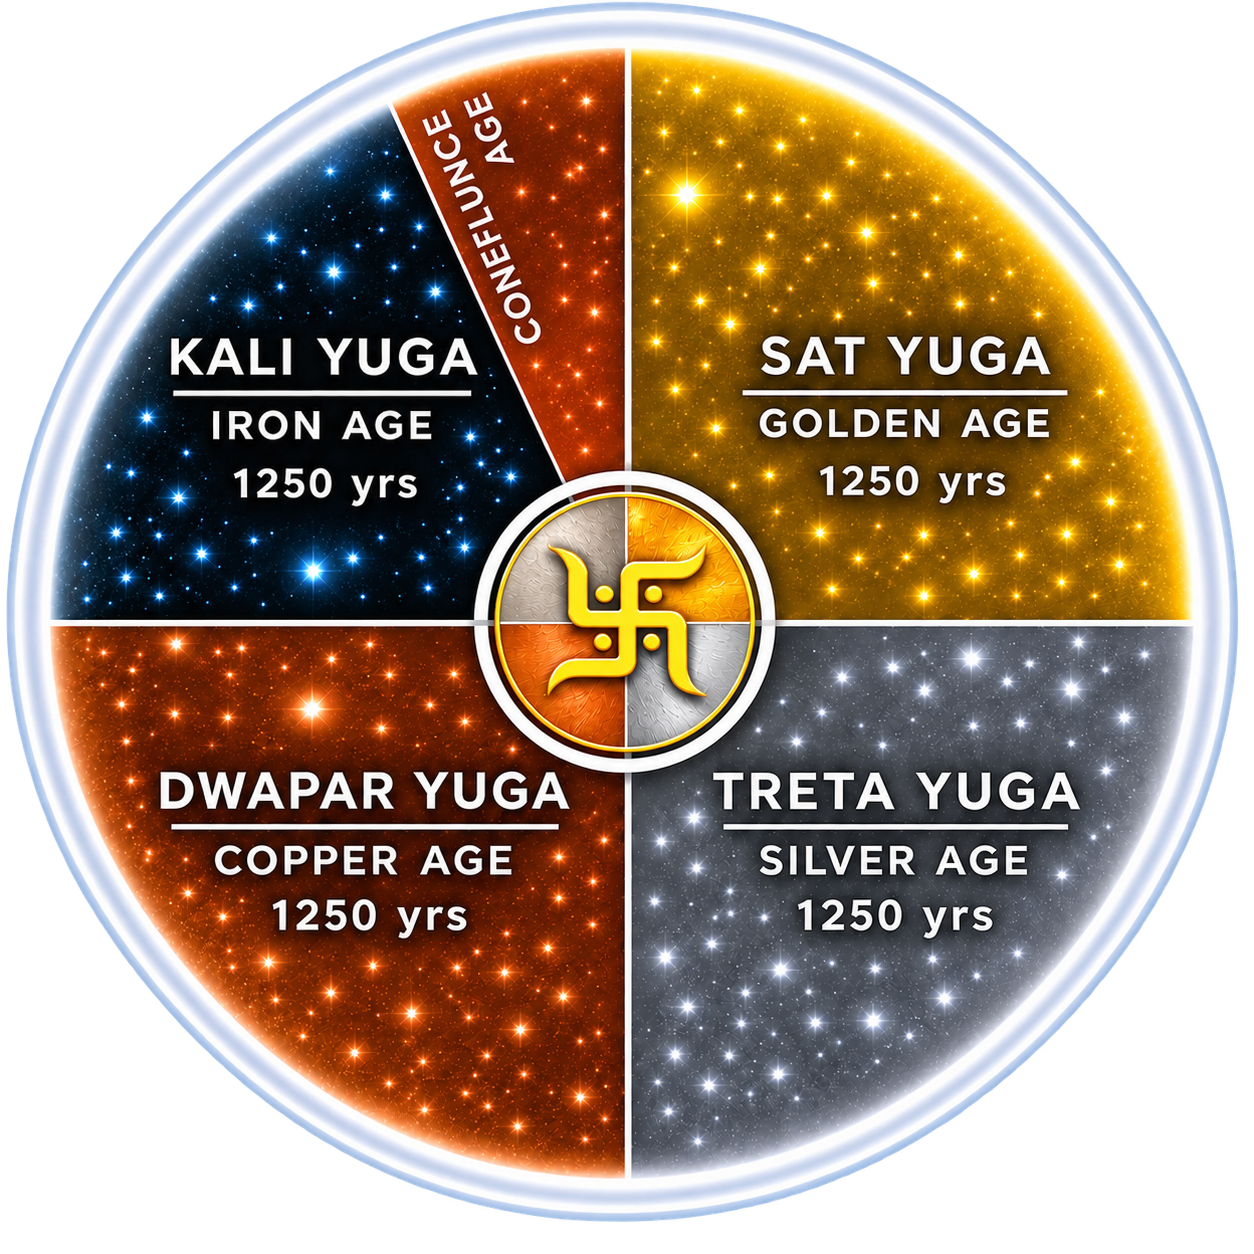 CONEFLUNCE
AGE
KALI YUGA
IRON AGE
1250 yrs
SAT YUGA
GOLDEN AGE
1250 yrs
DWAPAR YUGA
COPPER AGE
1250 yrs
TRETA YUGA
SILVER AGE
1250 yrs